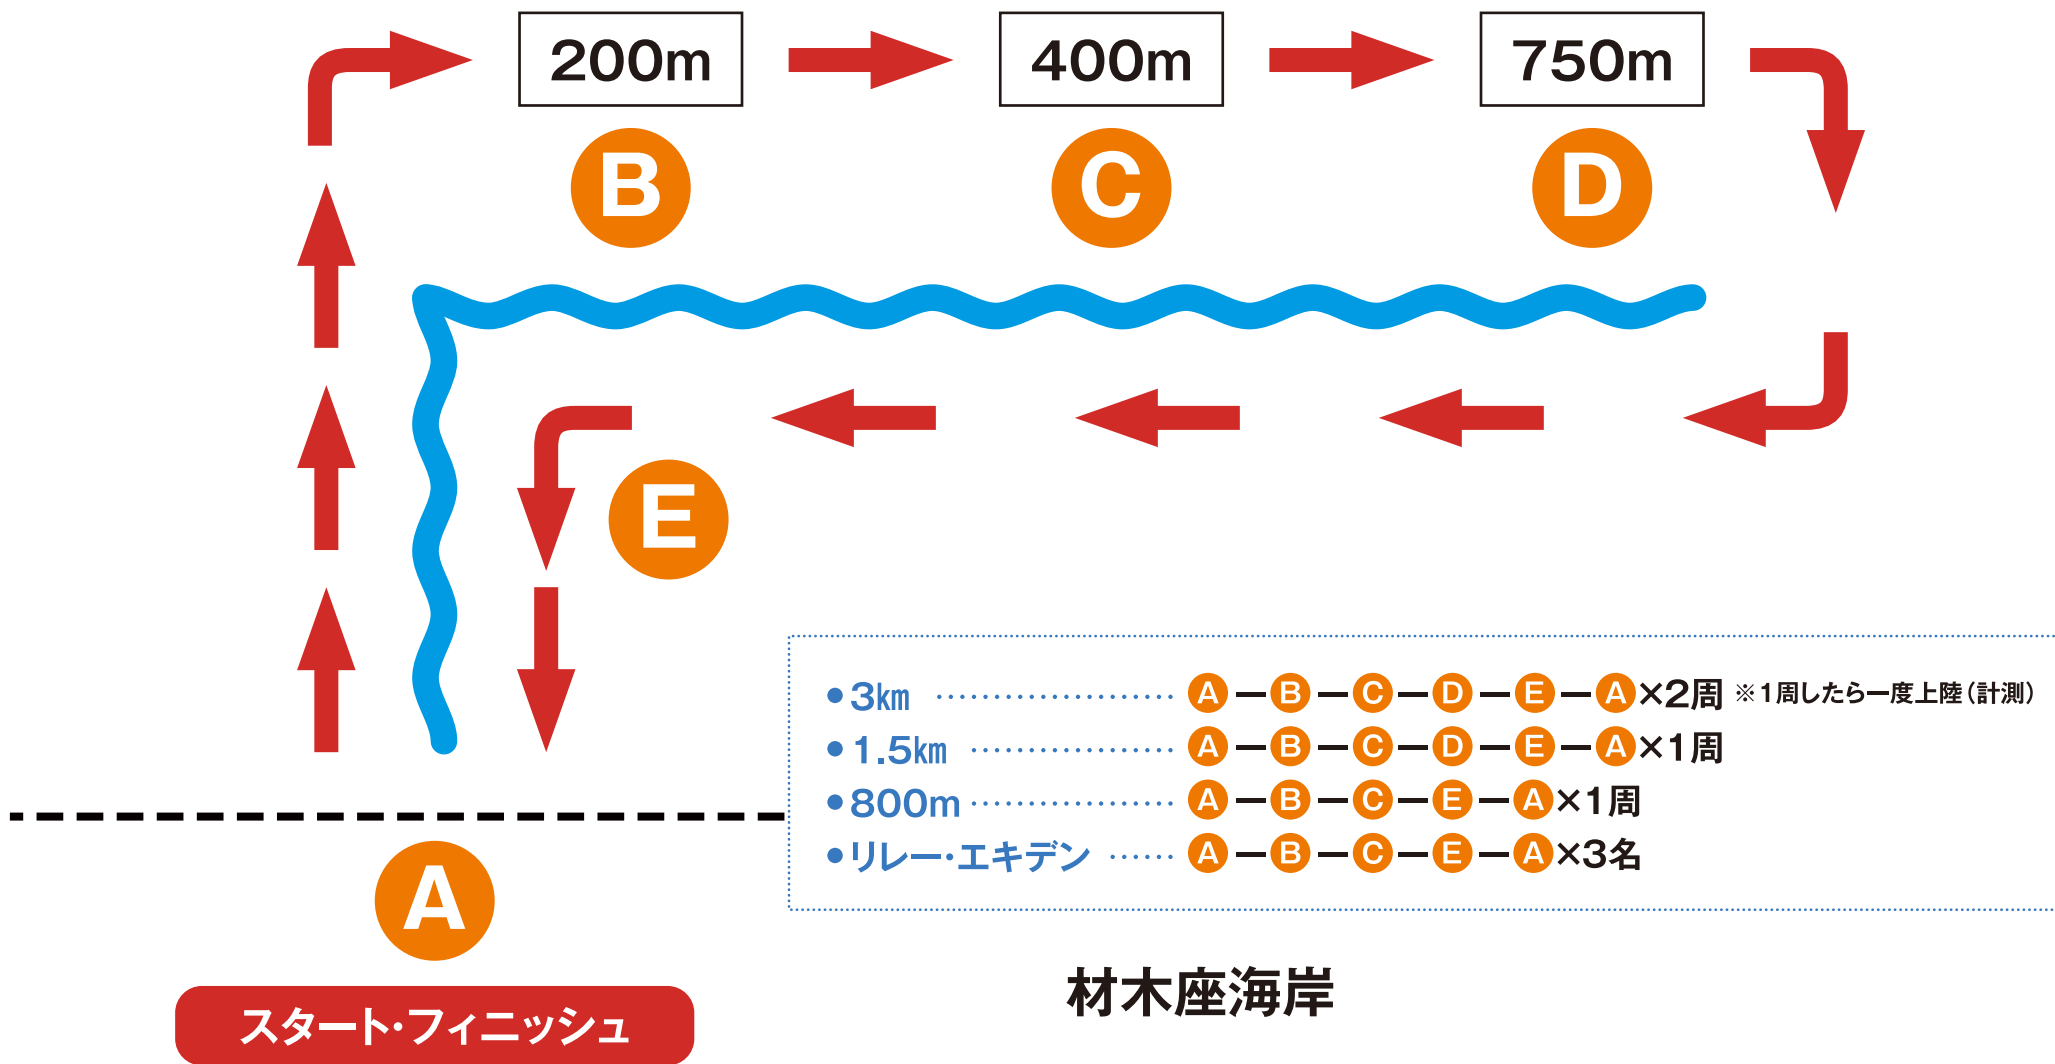 200m 400m 750m
B C D
E
●3km ………………… A－B－C－D－E－A×2周 ※1周したら一度上陸（計測）
●1.5km ……………… A－B－C－D－E－A×1周
●800m ……………… A－B－C－E－A×1周
●リレー・エキデン …… A－B－C－E－A×3名
A
材木座海岸
スタート・フィニッシュ